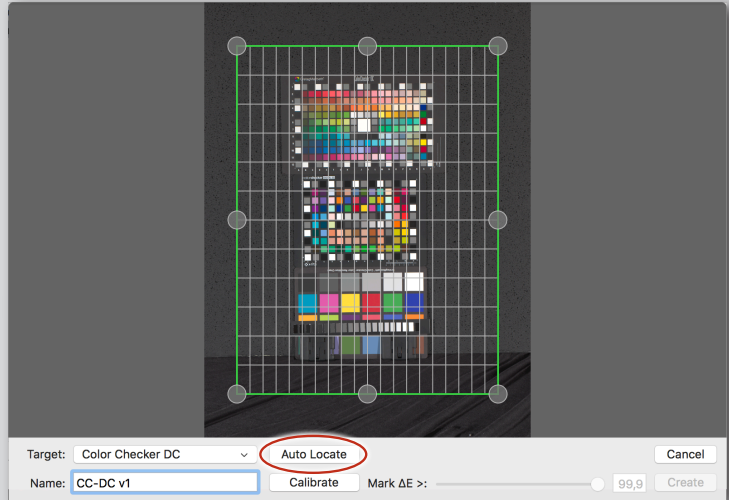 Target:
Color Checker DC
Auto Locate
Cancel
Name:
CC-DC v1
Calibrate
Mark ΔE >:
99,9
Create